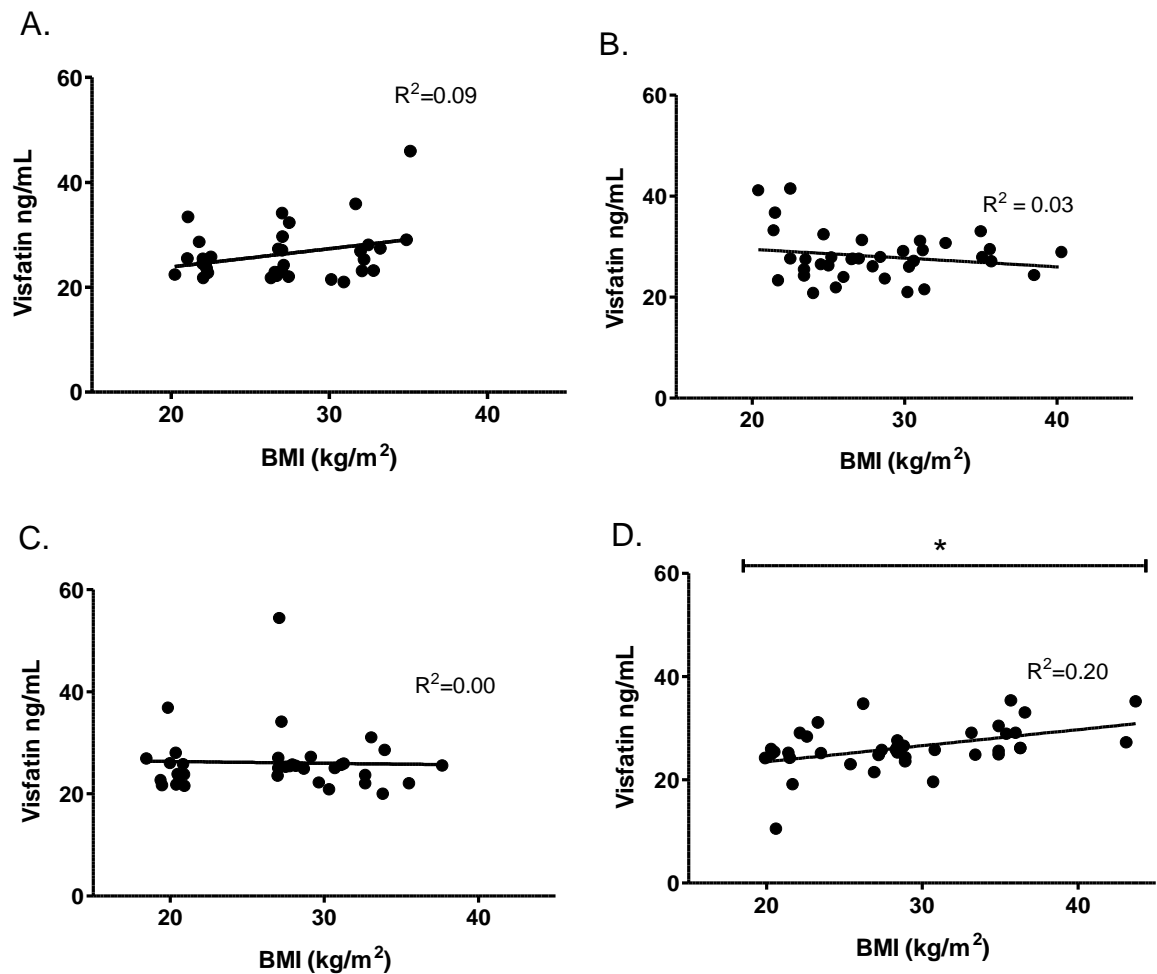 A.
60
40
20
0
Visfatin ng/mL
R²=0.09
20 30 40
BMI (kg/m²)
B.
60
40
20
0
Visfatin ng/mL
R² = 0.03
20 30 40
BMI (kg/m²)
C.
60
40
20
0
Visfatin ng/mL
R²=0.00
20 30 40
BMI (kg/m²)
D.
*
60
40
20
0
Visfatin ng/mL
R²=0.20
20 30 40
BMI (kg/m²)